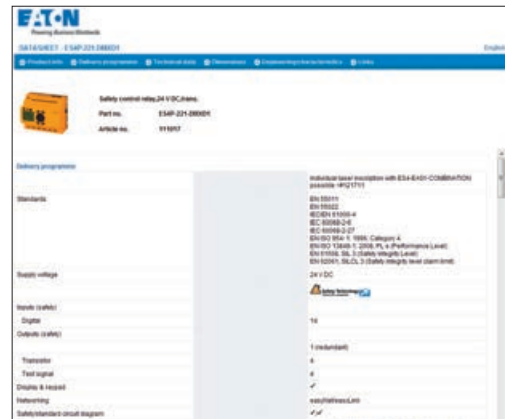 EATON
Powering Business Worldwide
DATASHEET - ES4P-221-DMXD1
English
Product info Delivery programme Technical data Dimensions Engineering characteristics Links
Safety control relay, 24 V DC, trans.
Part no. ES4P-221-DMXD1
Article no. 111017
Delivery programme
Individual laser inscription with ES4-EASY-COMBINATION
possible #121711
Standards
EN 55011
EN 55022
IEC/EN 61000-4
IEC 60068-2-6
IEC 60068-2-27
EN 954-1: 1996, Category 4
EN ISO 13849-1: 2008, PL e (Performance Level)
EN 61508, SIL 3 (Safety Integrity Level)
EN 62061, SILCL 3 (Safety integrity level claim limit)
Supply voltage 24 V DC
Safety Technology
Inputs (safety)
Digital 14
Outputs (safety)
1 (redundant)
Transistor 4
Test signal 4
Display & keypad ✓
Networking easyNet/easyLink
Safety/standard circuit diagram ✓/✓